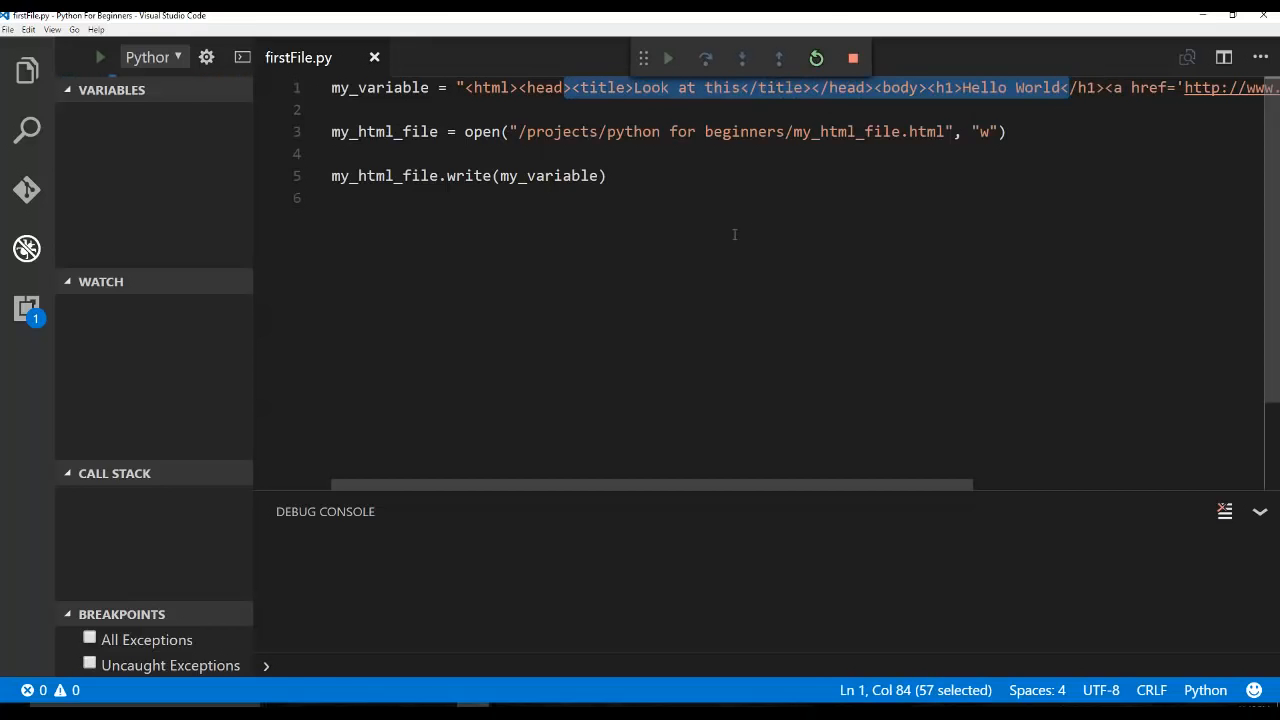 firstFile.py - Python For Beginners - Visual Studio Code
File Edit View Go Help
Python
firstFile.py
VARIABLES
1 my_variable = "<html><head><title>Look at this</title></head><body><h1>Hello World</h1><a href='http://www.
2
3 my_html_file = open("/projects/python for beginners/my_html_file.html", "w")
4
5 my_html_file.write(my_variable)
6
WATCH
1
CALL STACK
DEBUG CONSOLE
BREAKPOINTS
All Exceptions
Uncaught Exceptions
0 0 Ln 1, Col 84 (57 selected) Spaces: 4 UTF-8 CRLF Python